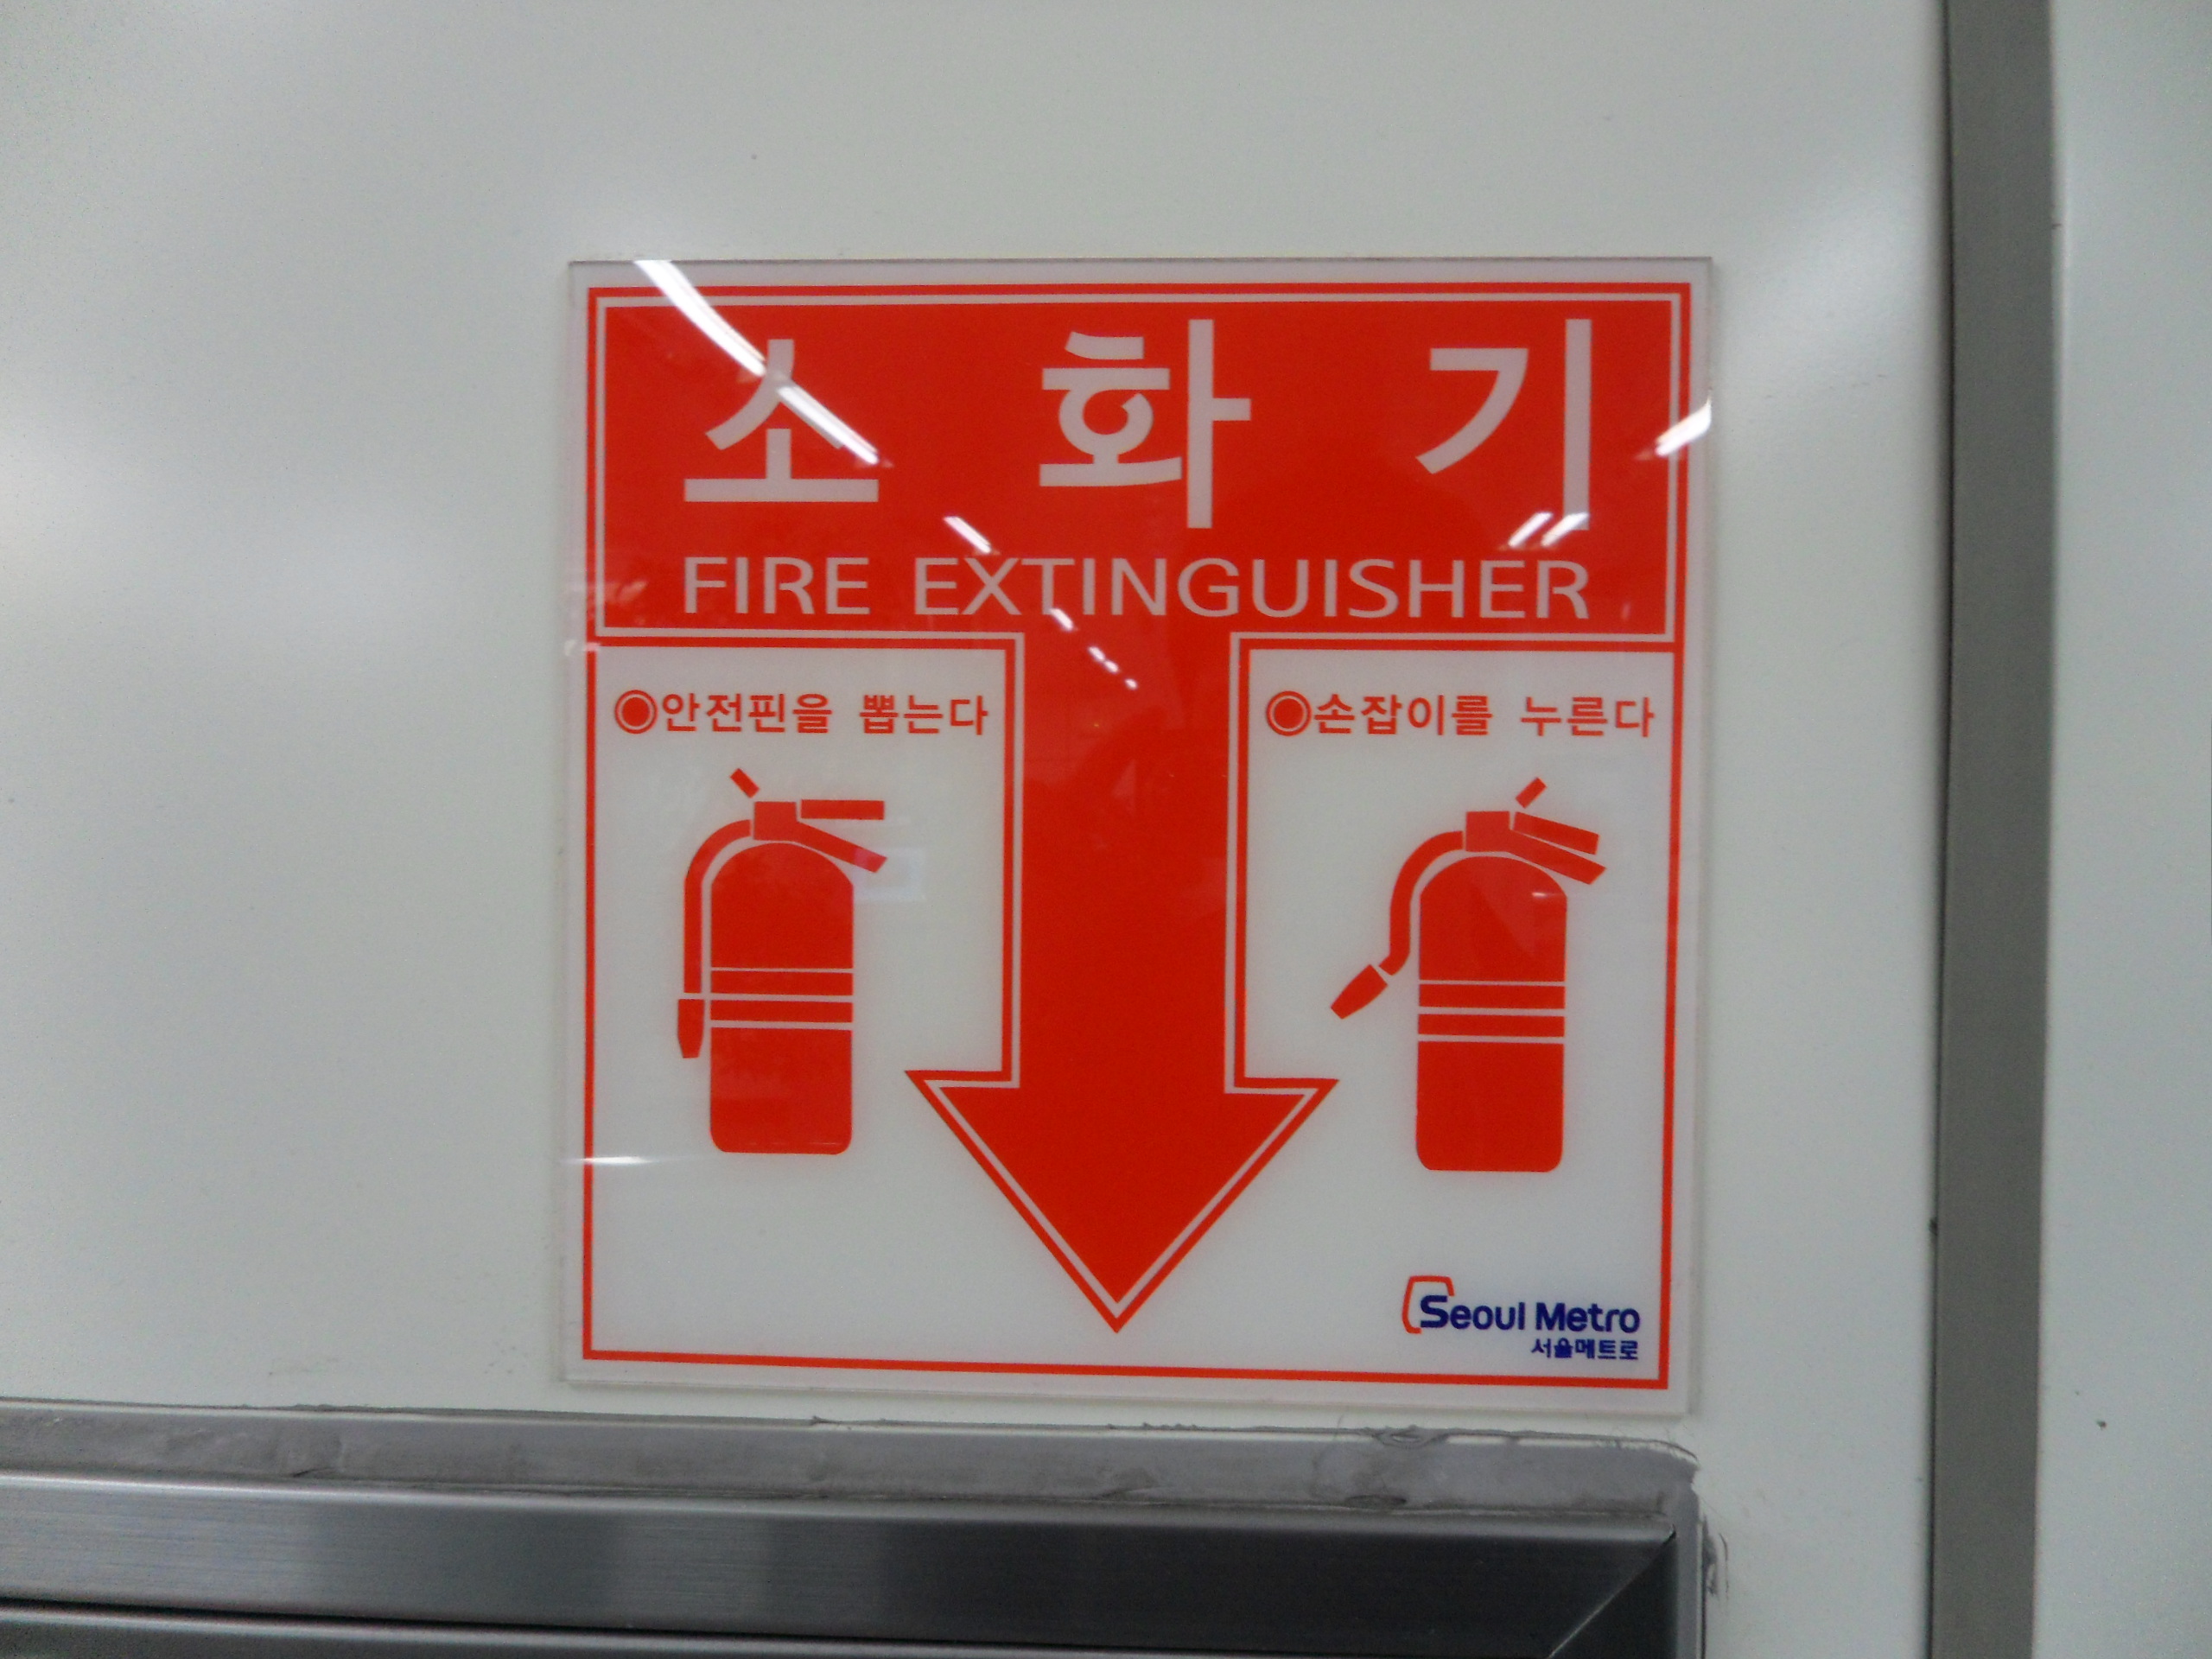 소 화 기
FIRE EXTINGUISHER
◉안전핀을 뽑는다
◉손잡이를 누른다
Seoul Metro
서울메트로